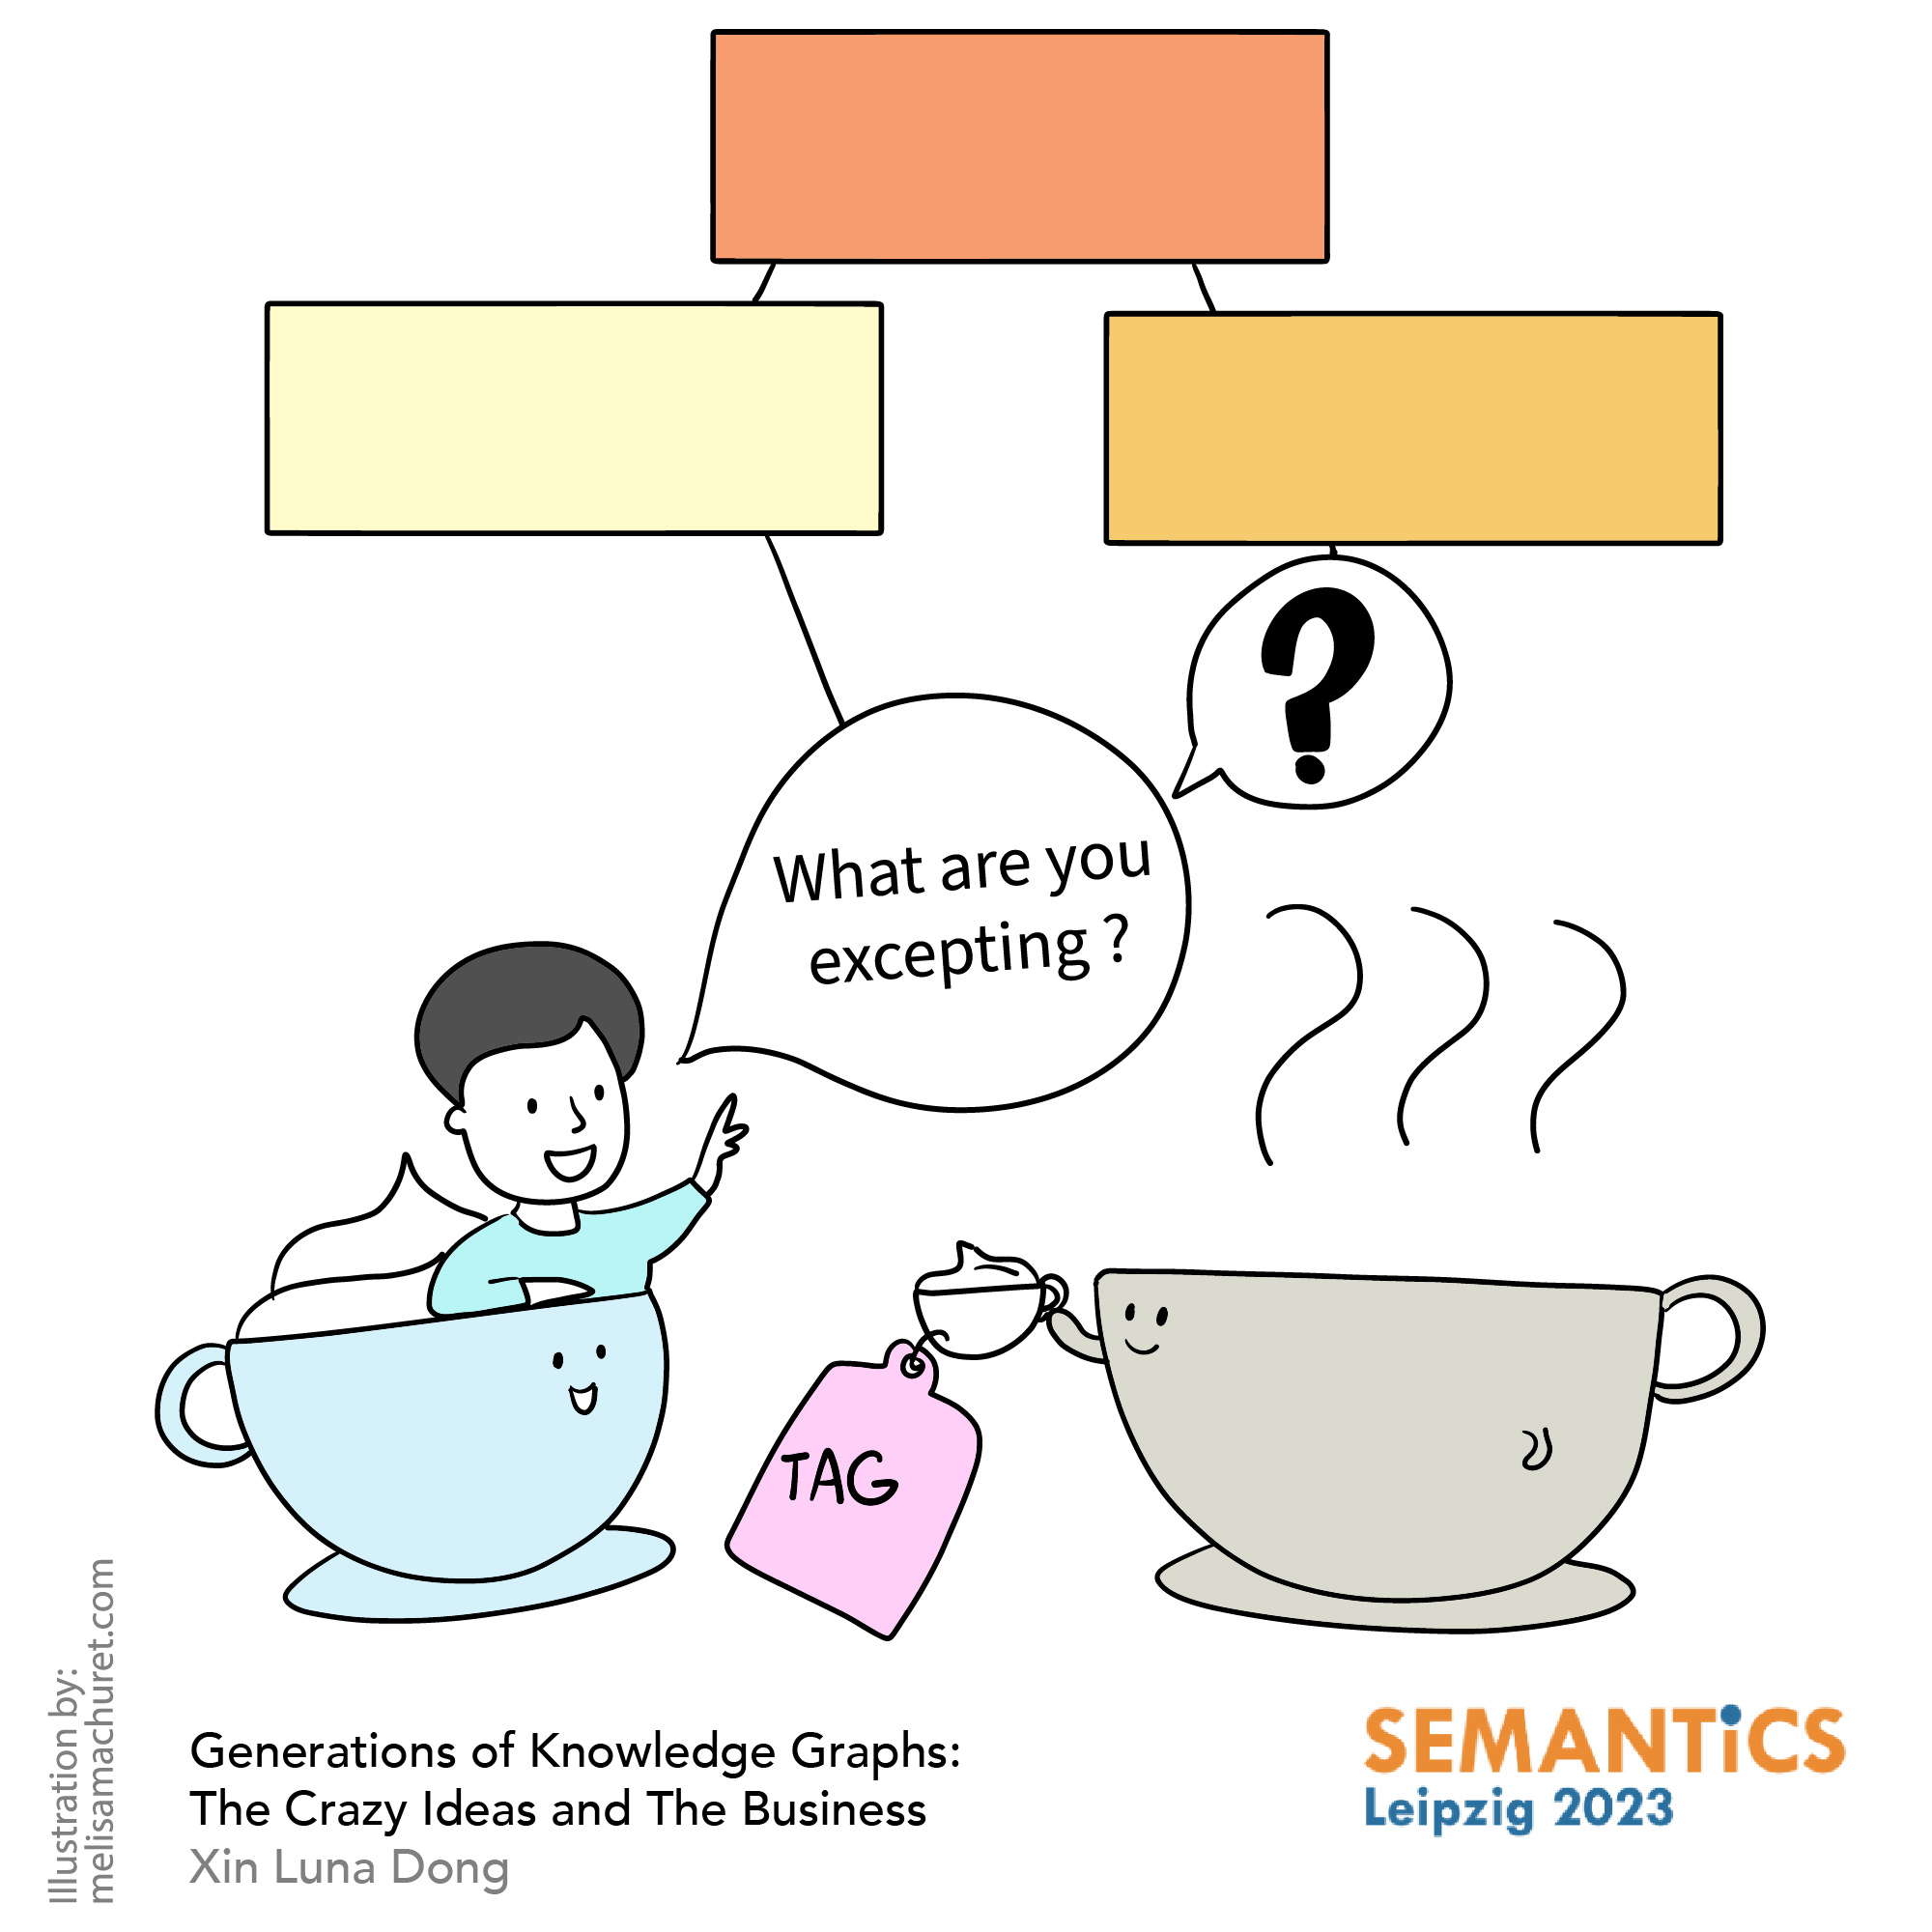 ?
What are you
excepting ?
TAG
Generations of Knowledge Graphs:
The Crazy Ideas and The Business
Xin Luna Dong
SEMANTiCS
Leipzig 2023
Illustration by:
melisamachuret.com